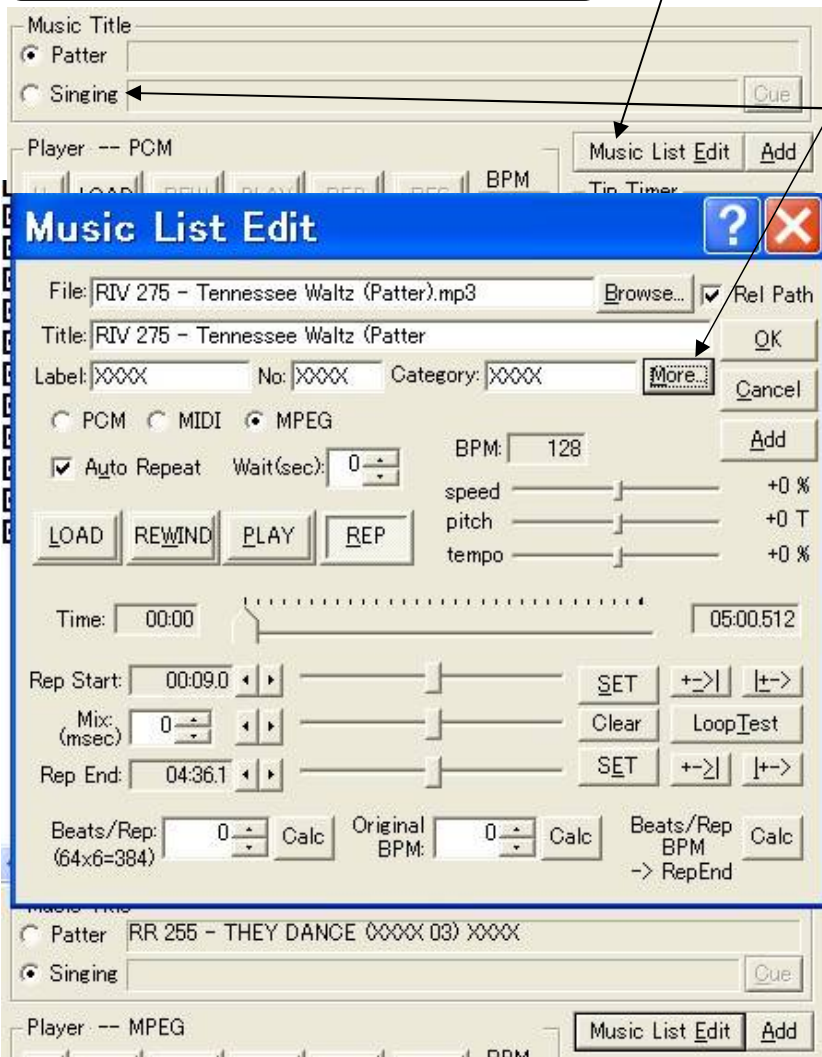 Music Title
Patter
Singing Cue
Player -- PCM Music List Edit Add
LOAD PLAY REP BPM
Tip Timer
Music List Edit
File: RIV 275 - Tennessee Waltz (Patter).mp3 Browse... Rel Path
Title: RIV 275 - Tennessee Waltz (Patter OK
Label: XXXX No: XXXX Category: XXXX More... Cancel
PCM MIDI MPEG Add
BPM: 128
Auto Repeat Wait(sec): 0
speed +0 %
LOAD REWIND PLAY REP pitch +0 T
tempo +0 %
Time: 00:00 05:00.512
Rep Start: 00:09.0 SET +->| |+->
Mix: (msec) 0 Clear LoopTest
Rep End: 04:36.1 SET +->| |+->
Beats/Rep: 0 Calc Original BPM: 0 Calc Beats/Rep BPM -> RepEnd Calc
(64x6=384)
Patter RR 255 - THEY DANCE (XXXX 03) XXXX
Singing Cue
Player -- MPEG Music List Edit Add
BPM